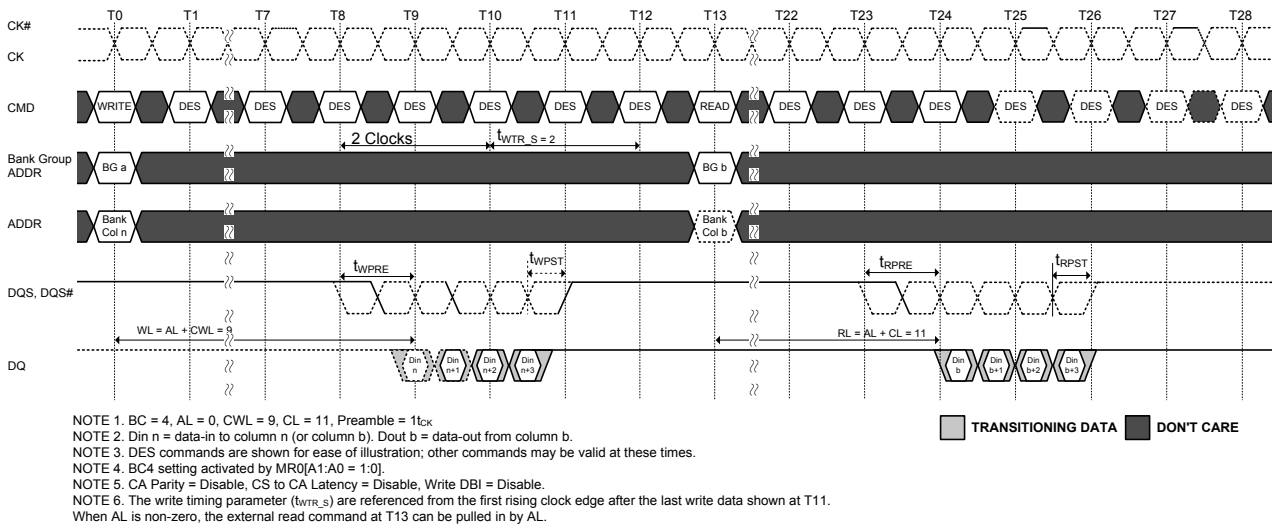 T0 T1 T7 T8 T9 T10 T11 T12 T13 T22 T23 T24 T25 T26 T27 T28
CK#
CK
CMD WRITE DES DES DES DES DES DES DES READ DES DES DES DES DES DES DES
2 Clocks tWTR_S = 2
Bank Group
ADDR
BG a BG b
ADDR
Bank
Col n
Bank
Col b
tWPRE tWPST tRPRE tRPST
DQS, DQS#
WL = AL + CWL = 9 RL = AL + CL = 11
DQ
Din
n
Din
n+1
Din
n+2
Din
n+3
Din
b
Din
b+1
Din
b+2
Din
b+3
NOTE 1. BC = 4, AL = 0, CWL = 9, CL = 11, Preamble = 1tCK
NOTE 2. Din n = data-in to column n (or column b). Dout b = data-out from column b.
NOTE 3. DES commands are shown for ease of illustration; other commands may be valid at these times.
NOTE 4. BC4 setting activated by MR0[A1:A0 = 1:0].
NOTE 5. CA Parity = Disable, CS to CA Latency = Disable, Write DBI = Disable.
NOTE 6. The write timing parameter (tWTR_S) are referenced from the first rising clock edge after the last write data shown at T11.
When AL is non-zero, the external read command at T13 can be pulled in by AL.
TRANSITIONING DATA DON'T CARE